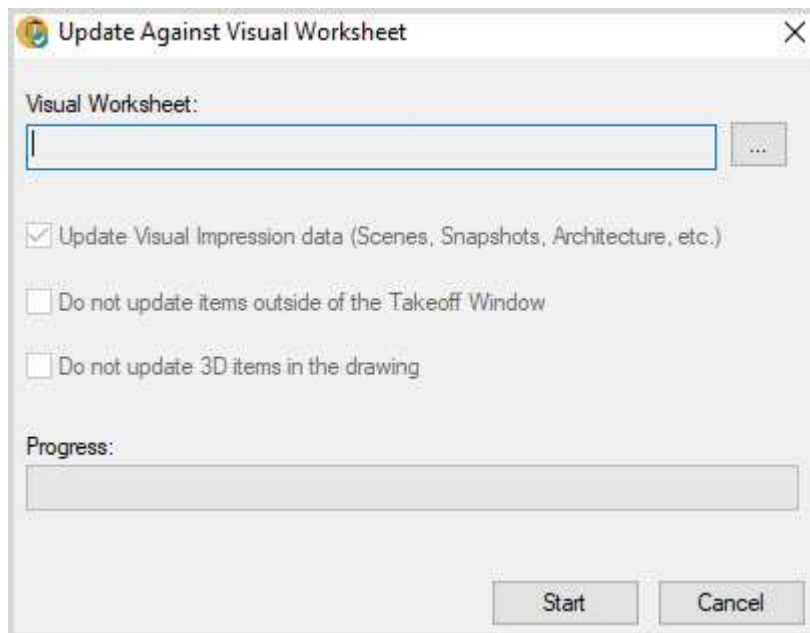 Update Against Visual Worksheet
Visual Worksheet:
...
Update Visual Impression data (Scenes, Snapshots, Architecture, etc.)
Do not update items outside of the Takeoff Window
Do not update 3D items in the drawing
Progress:
Start Cancel